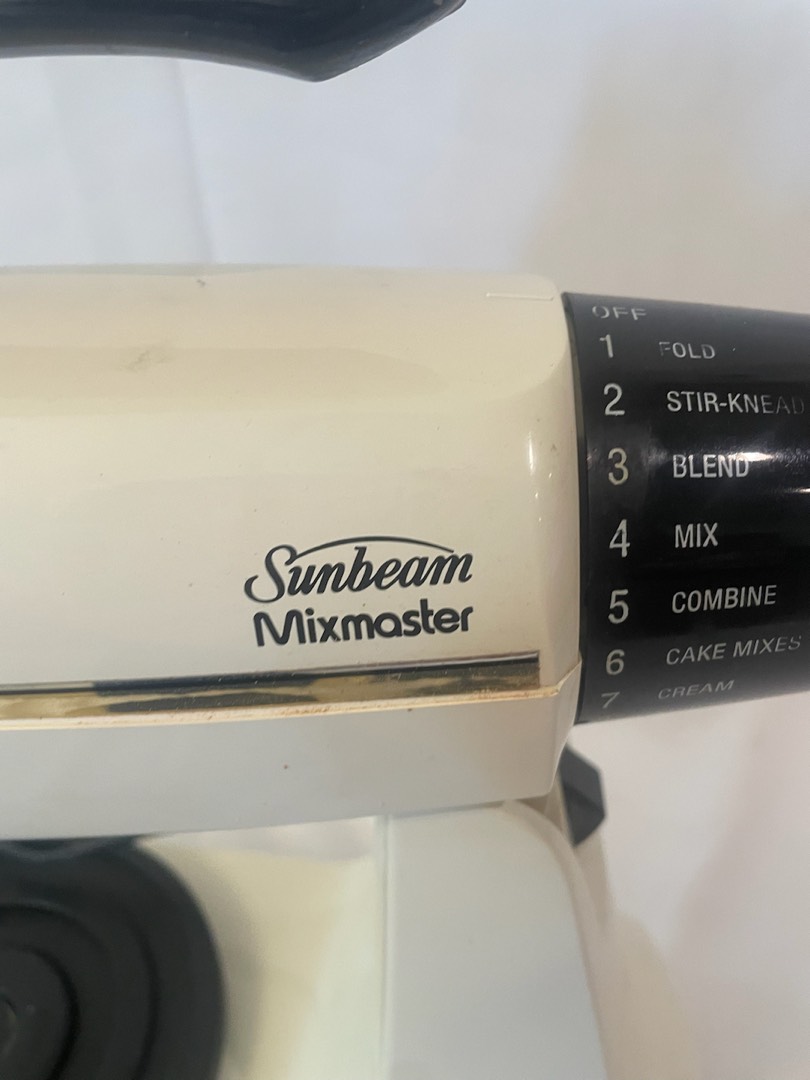 Sunbeam
Mixmaster
OFF
1 FOLD
2 STIR-KNEAD
3 BLEND
4 MIX
5 COMBINE
6 CAKE MIXES
7 CREAM